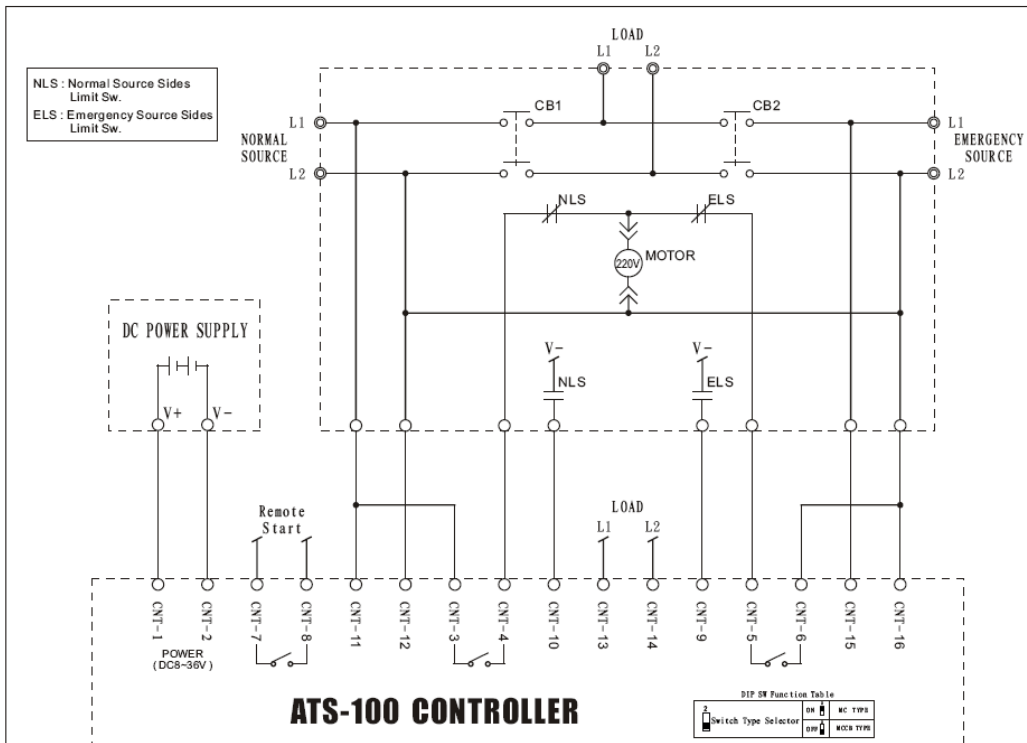 LOAD
L1 L2
NLS : Normal Source Sides
Limit Sw.
ELS : Emergency Source Sides
Limit Sw.
CB1
CB2
L1
NORMAL
SOURCE
L2
L1
EMERGENCY
SOURCE
L2
NLS
ELS
220V
MOTOR
DC POWER SUPPLY
V+ V-
V-
NLS
V-
ELS
Remote
Start
LOAD
L1 L2
CNT-1
CNT-2
CNT-7
CNT-8
CNT-11
CNT-12
CNT-3
CNT-4
CNT-10
CNT-13
CNT-14
CNT-9
CNT-5
CNT-6
CNT-15
CNT-16
POWER
(DC8~36V)
ATS-100 CONTROLLER
DIP SW Function Table
2
Switch Type Selector
ON MC TYPE
OFF MCCB TYPE